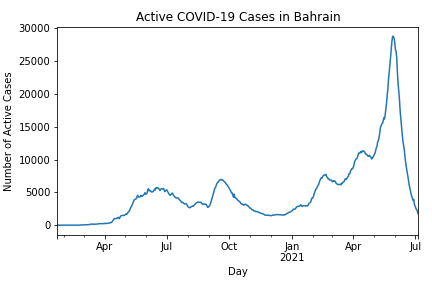 Active COVID-19 Cases in Bahrain
30000
25000
20000
15000
10000
5000
0
Number of Active Cases
Apr
Jul
Oct
Jan
2021
Apr
Jul
Day